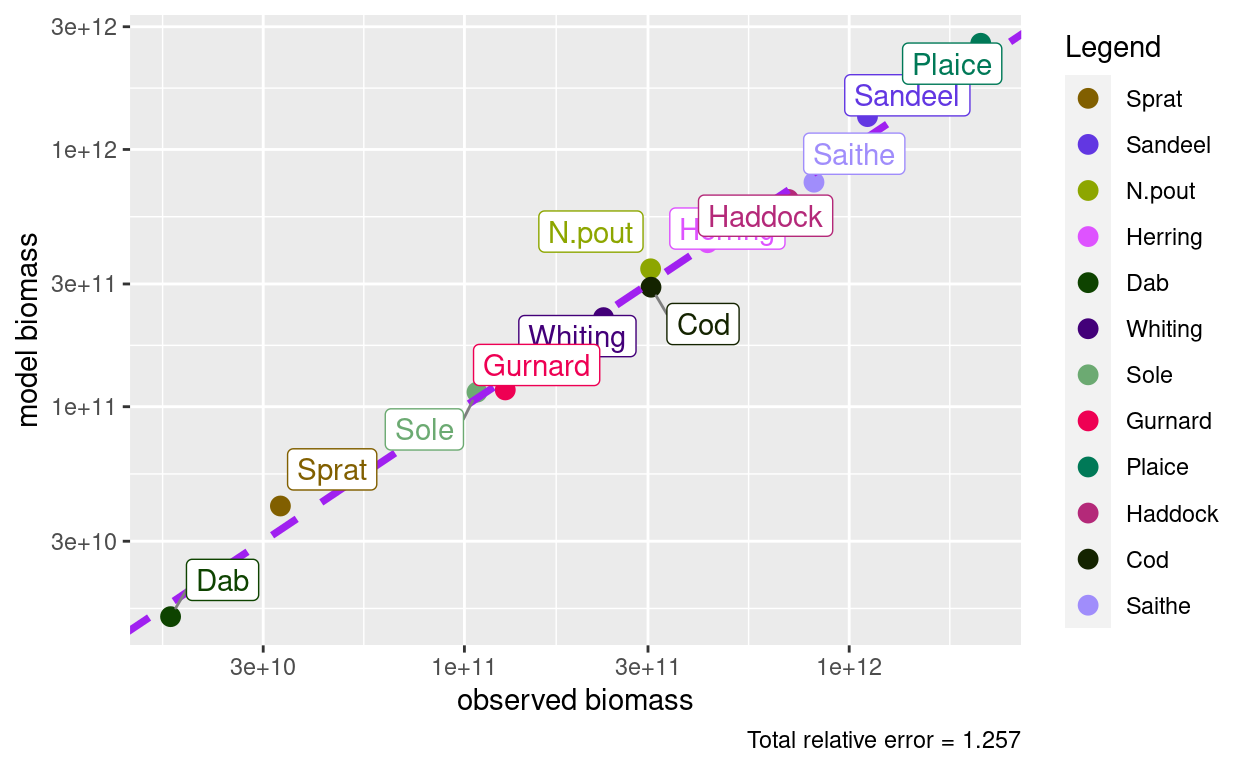 3e+12
1e+12
3e+11
1e+11
3e+10
model biomass
Plaice
Sandeel
Saithe
Herring
Haddock
N.pout
Cod
Whiting
Gurnard
Sole
Sprat
Dab
3e+10
1e+11
3e+11
1e+12
observed biomass
Total relative error = 1.257
Legend
Sprat
Sandeel
N.pout
Herring
Dab
Whiting
Sole
Gurnard
Plaice
Haddock
Cod
Saithe